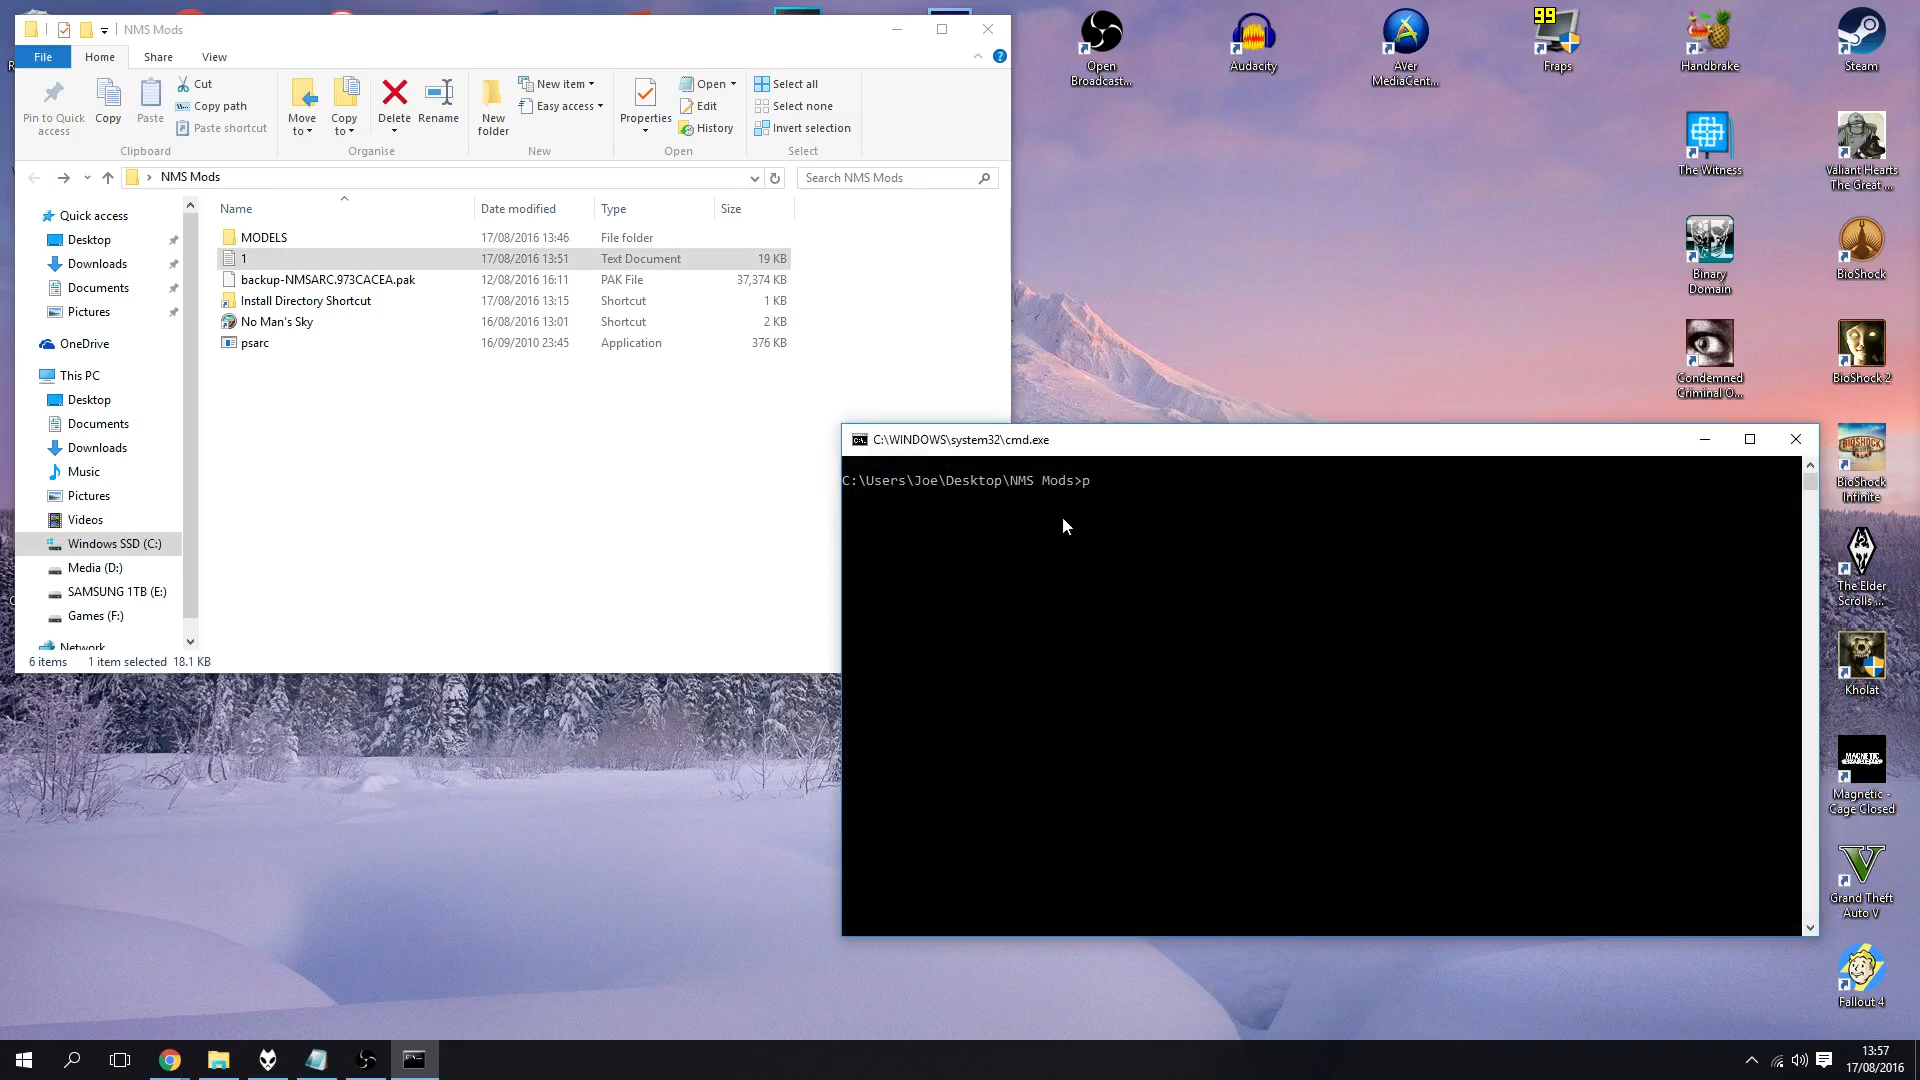 NMS Mods
File
Home
Share
View
Pin to Quick
access
Copy
Paste
Cut
Copy path
Paste shortcut
Clipboard
Move
to
Copy
to
Delete
Rename
Organise
New
folder
New item
Easy access
New
Properties
Open
Edit
History
Open
Select all
Select none
Invert selection
Select
NMS Mods
Search NMS Mods
Name
Date modified
Type
Size
MODELS 17/08/2016 13:46 File folder
1 17/08/2016 13:51 Text Document 19 KB
backup-NMSARC.973CACEA.pak 12/08/2016 16:11 PAK File 37,374 KB
Install Directory Shortcut 17/08/2016 13:15 Shortcut 1 KB
No Man's Sky 16/08/2016 13:01 Shortcut 2 KB
psarc 16/09/2010 23:45 Application 376 KB
Quick access
Desktop
Downloads
Documents
Pictures
OneDrive
This PC
Desktop
Documents
Downloads
Music
Pictures
Videos
Windows SSD (C:)
Media (D:)
SAMSUNG 1TB (E:)
Games (F:)
Network
6 items 1 item selected 18.1 KB
C:\WINDOWS\system32\cmd.exe
C:\Users\Joe\Desktop\NMS Mods>p
Open
Broadcast...
Audacity
AVer
MediaCent...
99
Fraps
Handbrake
Steam
The Witness
Valiant Hearts
The Great ...
Binary
Domain
BioShock
Condemned
Criminal O...
BioShock 2
BioShock
Infinite
The Elder
Scrolls ...
Kholat
Magnetic -
Cage Closed
Grand Theft
Auto V
Fallout 4
13:57
17/08/2016